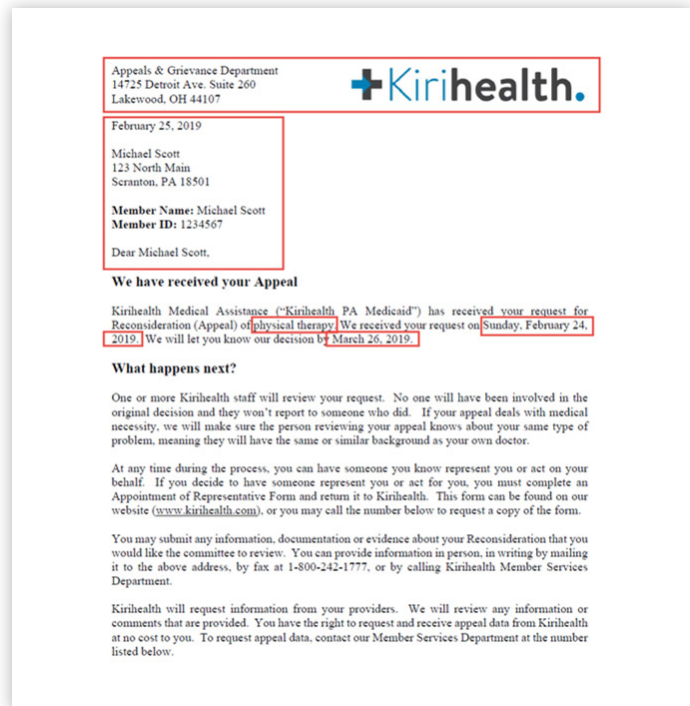 Appeals & Grievance Department
14725 Detroit Ave. Suite 260
Lakewood, OH 44107
Kirihealth.
February 25, 2019
Michael Scott
123 North Main
Scranton, PA 18501
Member Name: Michael Scott
Member ID: 1234567
Dear Michael Scott,
We have received your Appeal
Kirihealth Medical Assistance (“Kirihealth PA Medicaid”) has received your request for
Reconsideration (Appeal) of physical therapy. We received your request on Sunday, February 24,
2019. We will let you know our decision by March 26, 2019.
What happens next?
One or more Kirihealth staff will review your request. No one will have been involved in the
original decision and they won’t report to someone who did. If your appeal deals with medical
necessity, we will make sure the person reviewing your appeal knows about your same type of
problem, meaning they will have the same or similar background as your own doctor.
At any time during the process, you can have someone you know represent you or act on your
behalf. If you decide to have someone represent you or act for you, you must complete an
Appointment of Representative Form and return it to Kirihealth. This form can be found on our
website (www.kirihealth.com), or you may call the number below to request a copy of the form.
You may submit any information, documentation or evidence about your Reconsideration that you
would like the committee to review. You can provide information in person, in writing by mailing
it to the above address, by fax at 1-800-242-1777, or by calling Kirihealth Member Services
Department.
Kirihealth will request information from your providers. We will review any information or
comments that are provided. You have the right to request and receive appeal data from Kirihealth
at no cost to you. To request appeal data, contact our Member Services Department at the number
listed below.